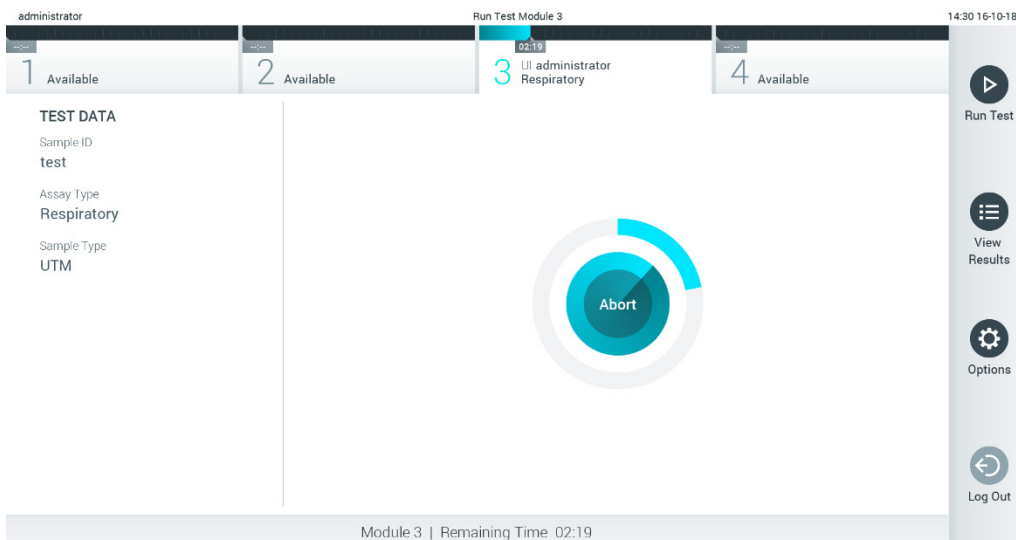 administrator
Run Test Module 3
14:30 16-10-18
--:--
1 Available
--:--
2 Available
02:19
3 UI administrator
Respiratory
--:--
4 Available
TEST DATA
Sample ID
test
Assay Type
Respiratory
Sample Type
UTM
Abort
Run Test
View
Results
Options
Log Out
Module 3 | Remaining Time 02:19